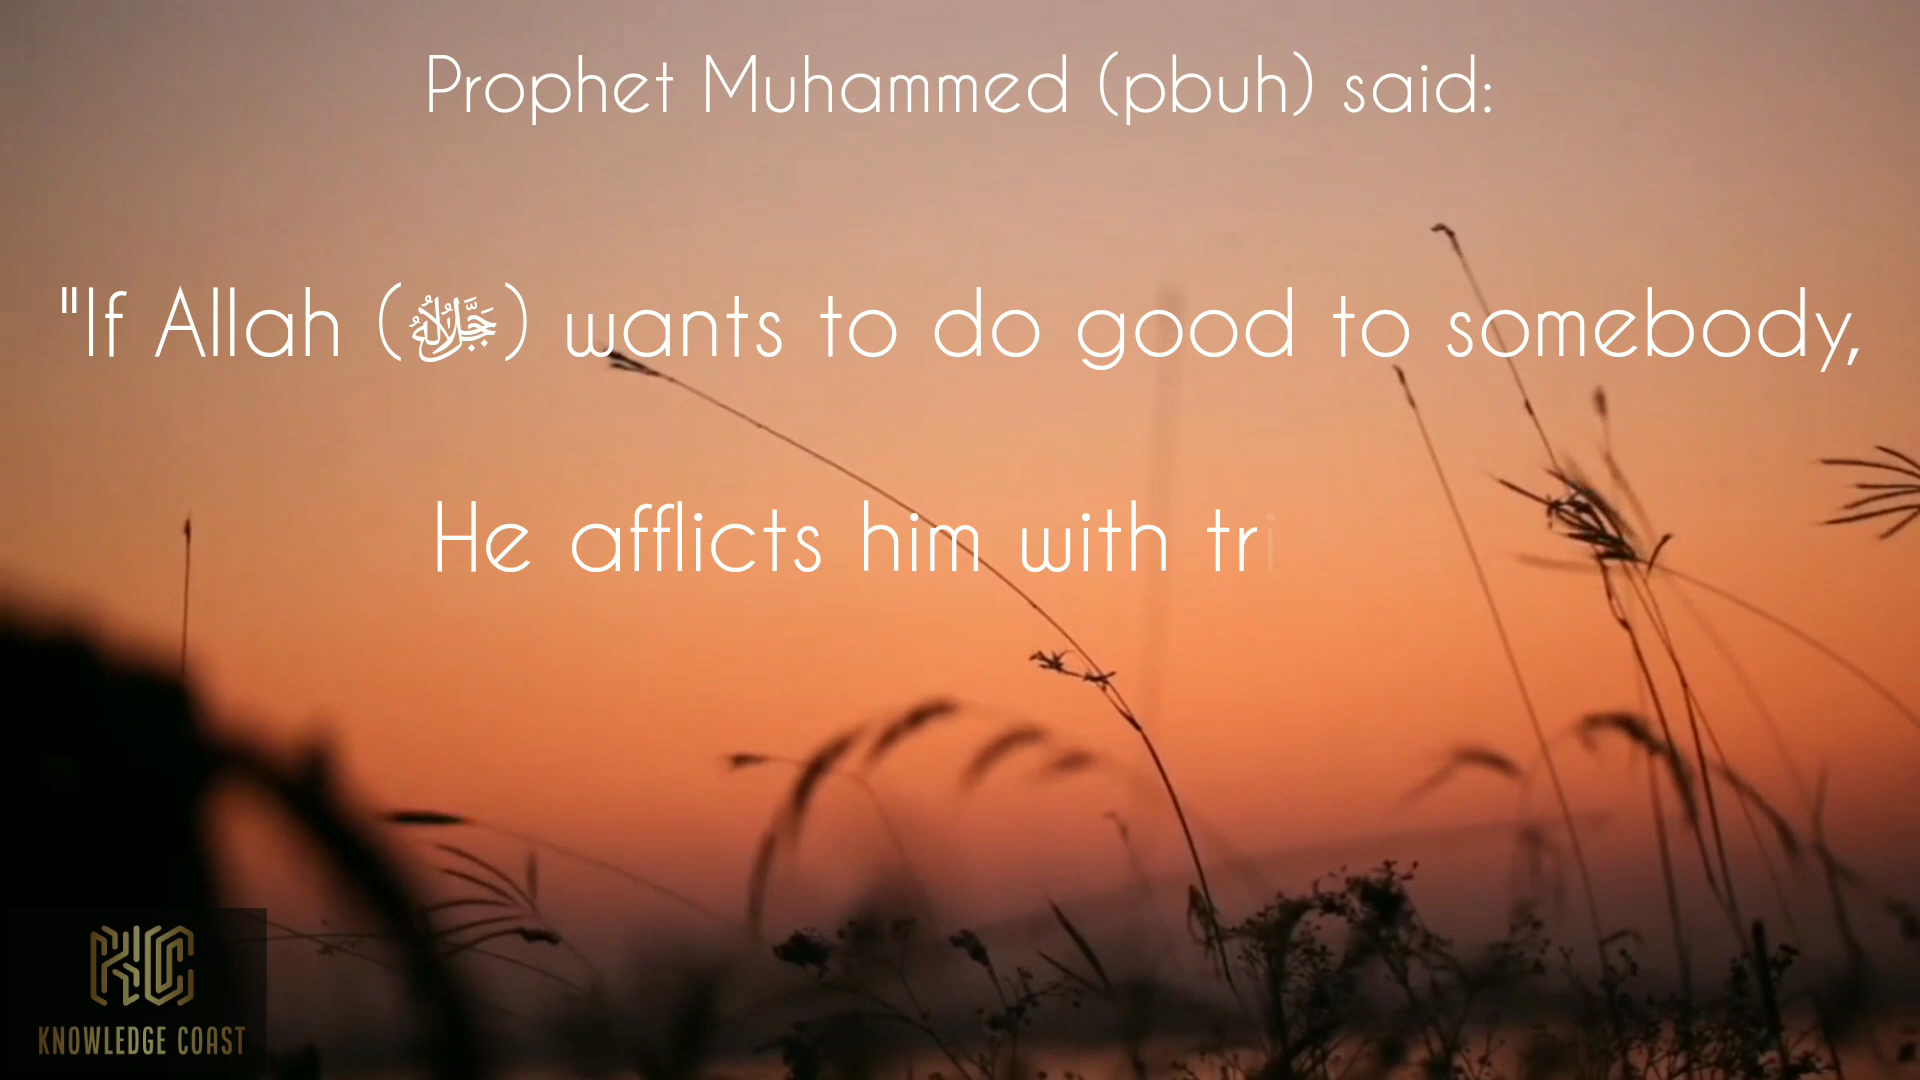 Prophet Muhammed (pbuh) said:
"If Allah (ﷻ) wants to do good to somebody,
He afflicts him with tri
KNOWLEDGE COAST